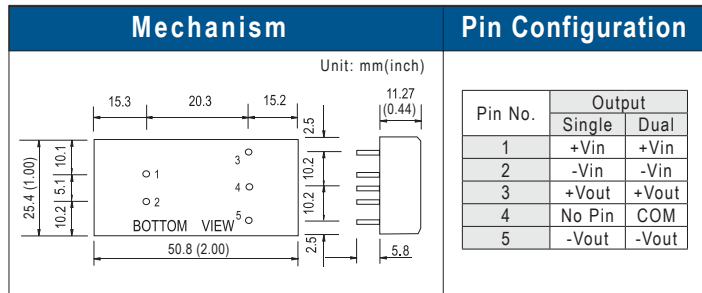 Mechanism
Pin Configuration
Unit: mm(inch)
15.3
20.3
15.2
11.27
(0.44)
2.5
25.4 (1.00)
10.1
5.1
10.2
1
2
3
4
5
10.2
10.2
BOTTOM VIEW
50.8 (2.00)
2.5
5.8
Pin No. Output
Single Dual
1 +Vin +Vin
2 -Vin -Vin
3 +Vout +Vout
4 No Pin COM
5 -Vout -Vout